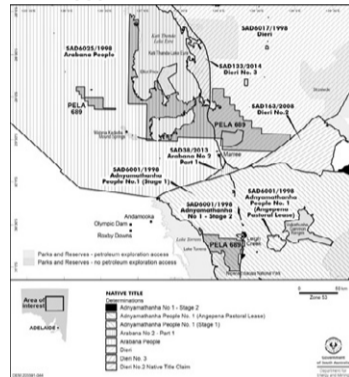 SAD6017/1998
Dieri
SAD6025/1998
Arabana
People
SAD153/2014
Dieri No. 3
PELA
689
SAD163/2008
Dieri No.2
PELA 689
Marree
SAD38/2013
Arabana No 2
Part 1
SAD6001/1998
Adnyamathanha
People No.1 (Stage 1)
SAD6001/1998
Adnyamathanha
No 1 - Stage 2
SAD6001/1998
Adnyamathanha
People No. 1
(Angepena
Pastoral Lease)
Andamooka
Olympic Dam
Roxby Downs
Leigh
Creek
PELA 689
Parks and Reserves - petroleum exploration access
Parks and Reserves - no petroleum exploration access
Area of
interest
ADELAIDE
NATIVE TITLE
Determinations
Adnyamathanha No 1 - Stage 2
Adnyamathanha People No. 1 (Angepena Pastoral Lease)
Adnyamathanha People No.1 (Stage 1)
Arabana No 2 - Part 1
Arabana People
Dieri
Dieri No. 3
Dieri No.2 Native Title Claim
Zone 53